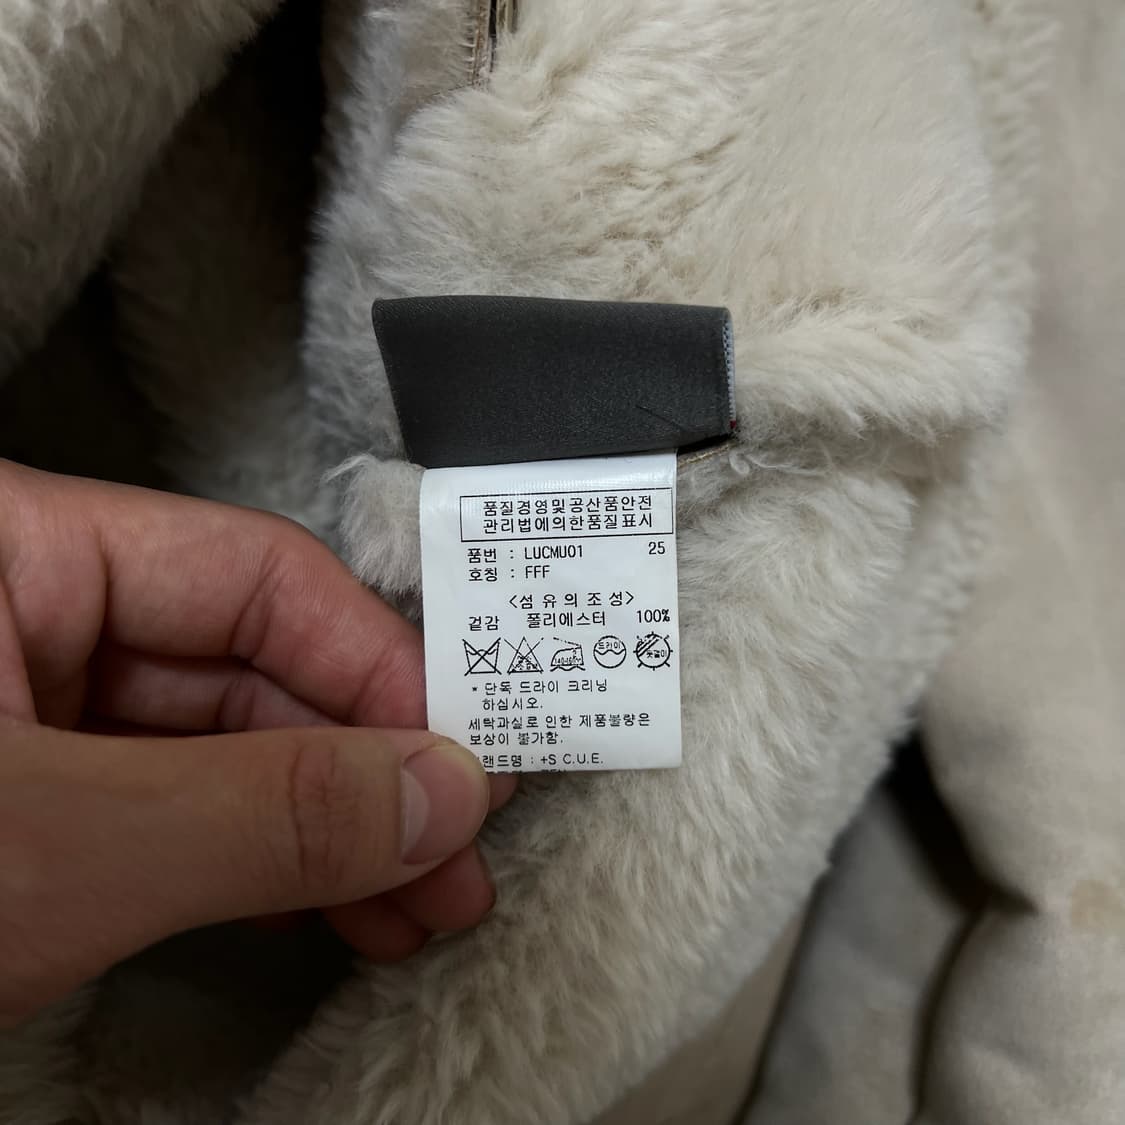 품질경영및공산품안전
관리법에의한품질표시
품번 : LUCMU01 25
호칭 : FFF
<섬 유 의 조 성>
겉감 폴리에스터 100%
드라이
* 단독 드라이 크리닝
하십시오.
세탁과실로 인한 제품불량은
보상이 불가함.
랜드명 : +S C.U.E.